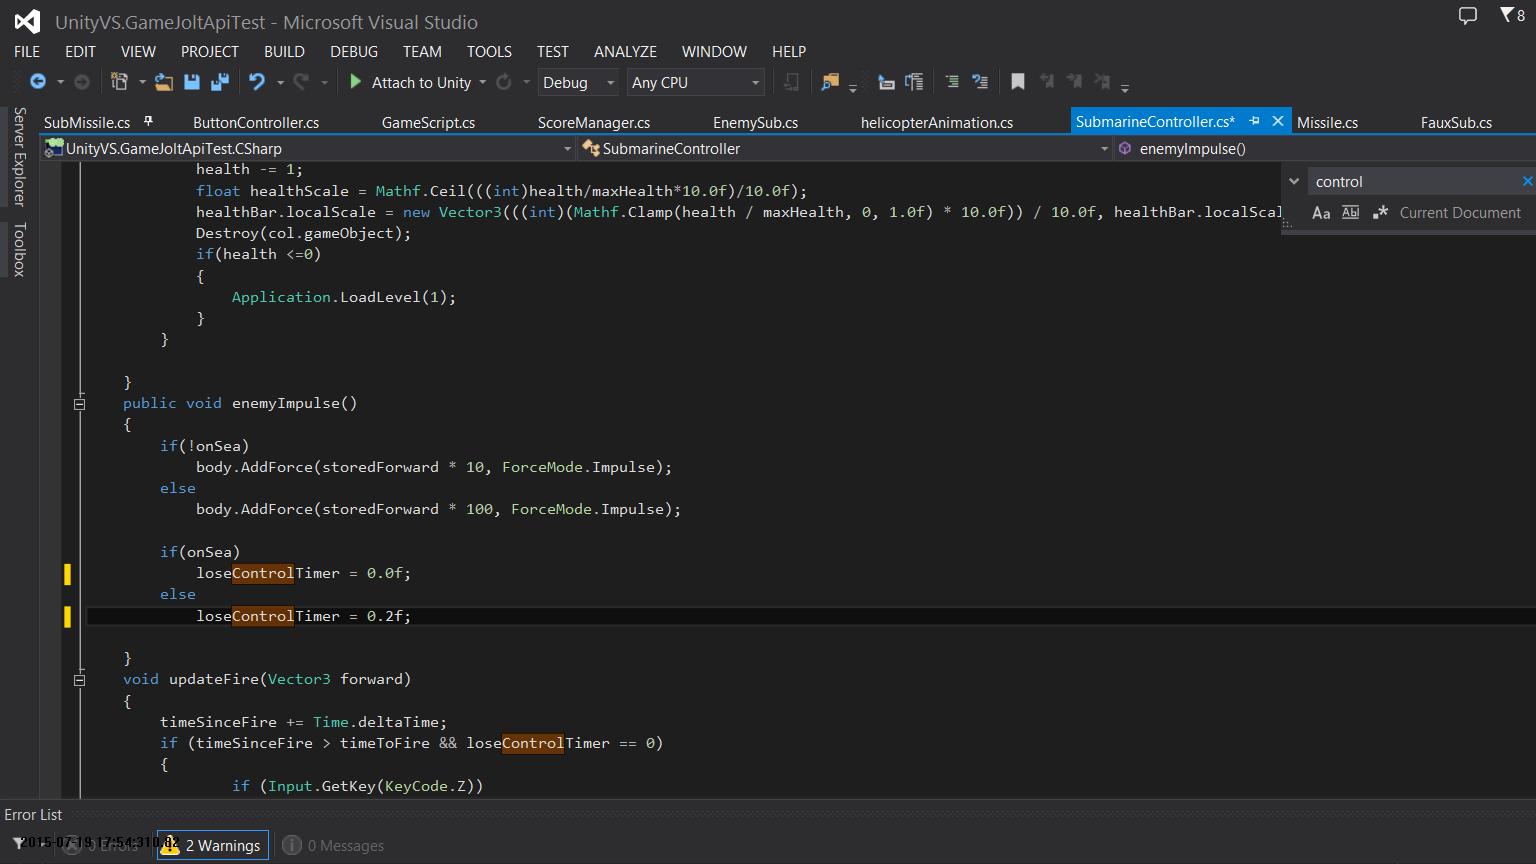 UnityVS.GameJoltApiTest - Microsoft Visual Studio
8
FILE EDIT VIEW PROJECT BUILD DEBUG TEAM TOOLS TEST ANALYZE WINDOW HELP
Attach to Unity Debug Any CPU
Server Explorer
Toolbox
SubMissile.cs ButtonController.cs GameScript.cs ScoreManager.cs EnemySub.cs helicopterAnimation.cs SubmarineController.cs* Missile.cs FauxSub.cs
UnityVS.GameJoltApiTest.CSharp SubmarineController enemyImpulse()
control
Aa Abl .* Current Document
health -= 1;
float healthScale = Mathf.Ceil(((int)health/maxHealth*10.0f)/10.0f);
healthBar.localScale = new Vector3(((int)(Mathf.Clamp(health / maxHealth, 0, 1.0f) * 10.0f)) / 10.0f, healthBar.localScal
Destroy(col.gameObject);
if(health <=0)
{
Application.LoadLevel(1);
}
}
}
public void enemyImpulse()
{
if(!onSea)
body.AddForce(storedForward * 10, ForceMode.Impulse);
else
body.AddForce(storedForward * 100, ForceMode.Impulse);
if(onSea)
loseControlTimer = 0.0f;
else
loseControlTimer = 0.2f;
}
void updateFire(Vector3 forward)
{
timeSinceFire += Time.deltaTime;
if (timeSinceFire > timeToFire && loseControlTimer == 0)
{
if (Input.GetKey(KeyCode.Z))
Error List
0 Errors 2 Warnings 0 Messages